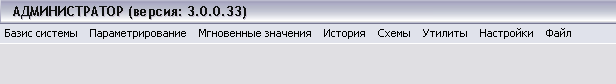 АДМИНИСТРАТОР (версия: 3.0.0.33)
Базис системы Параметрирование Мгновенные значения История Схемы Утилиты Настройки Файл